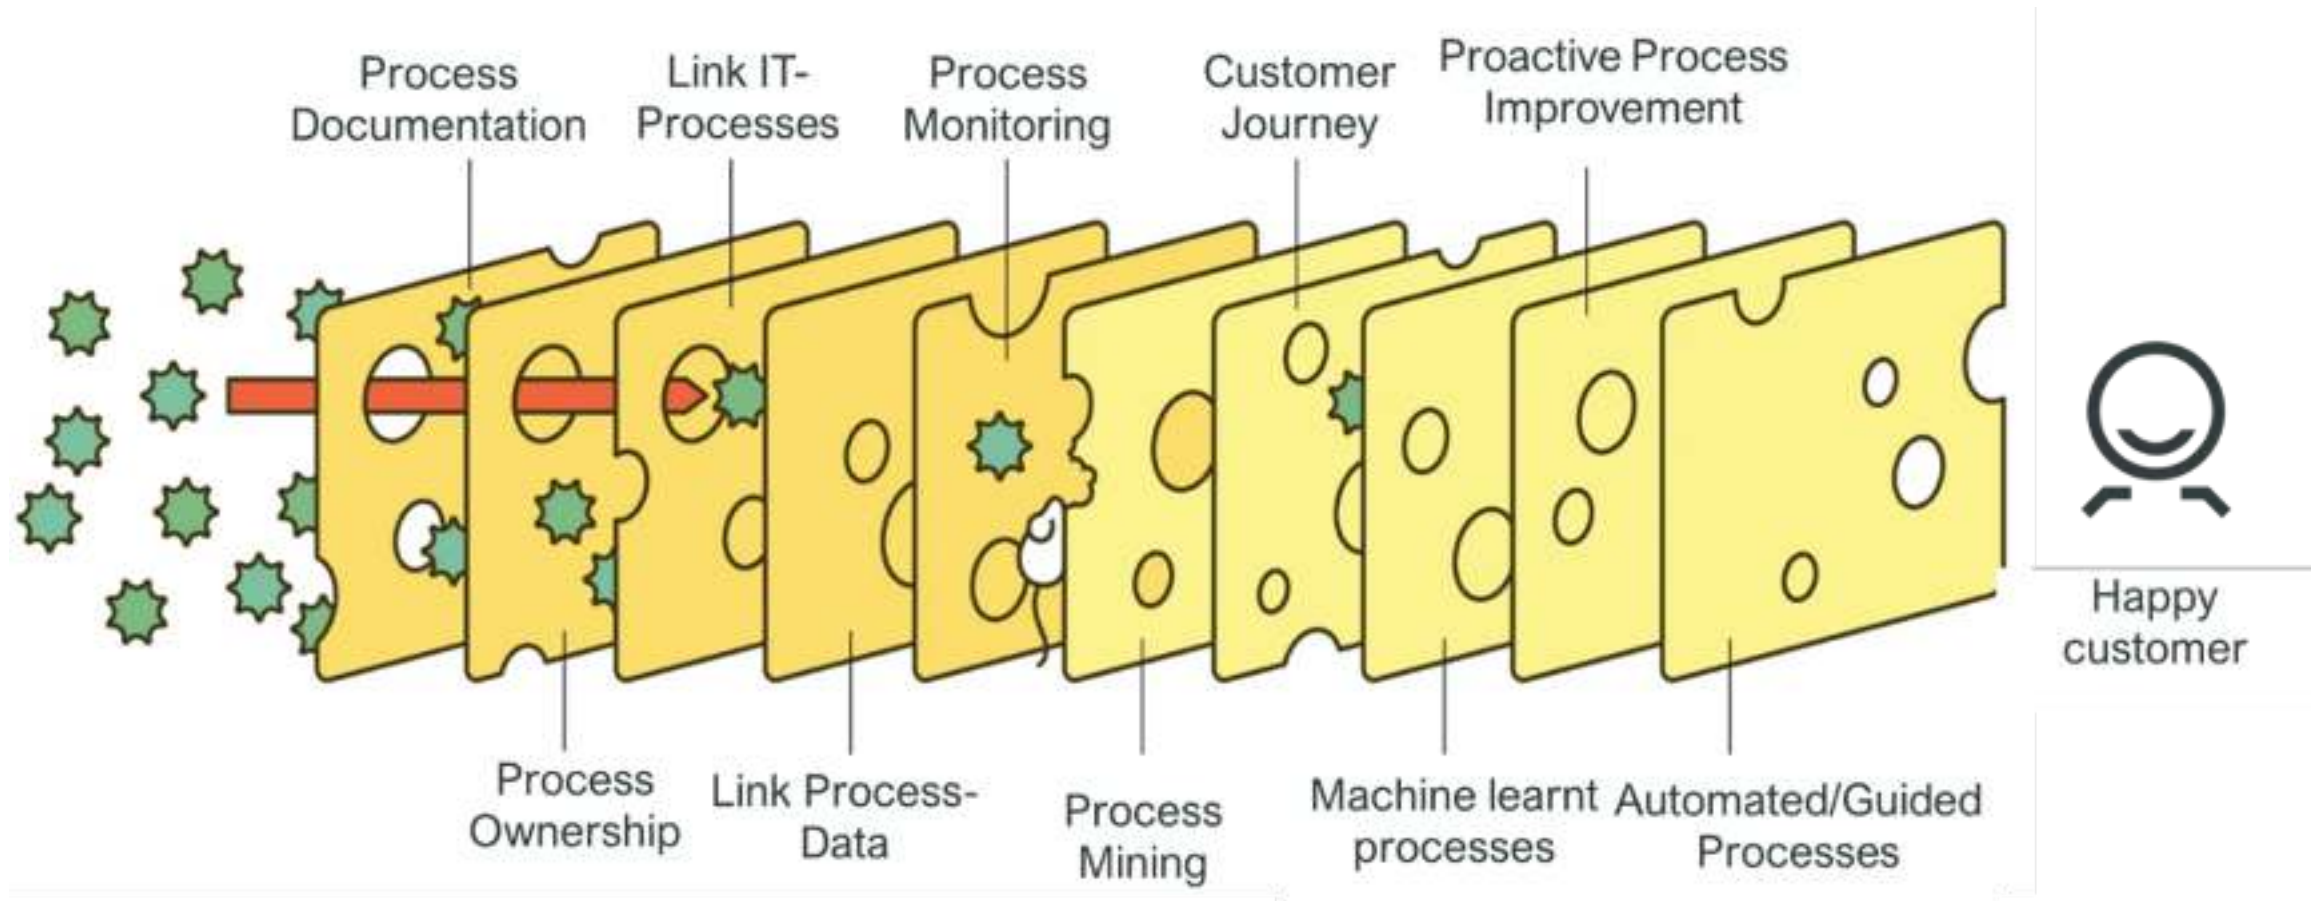 Process
Documentation
Link IT-
Processes
Process
Monitoring
Customer
Journey
Proactive Process
Improvement
Process
Ownership
Link Process-
Data
Process
Mining
Machine learnt
processes
Automated/Guided
Processes
Happy
customer